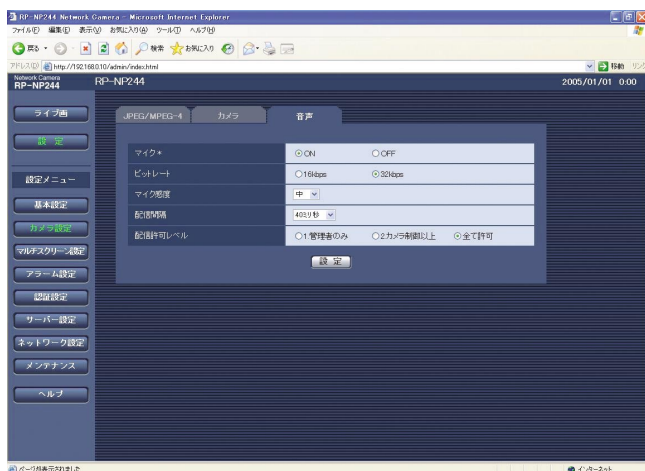 RP-NP244 Network Camera - Microsoft Internet Explorer
ファイル(F) 編集(E) 表示(V) お気に入り(A) ツール(T) ヘルプ(H)
戻る 検索 お気に入り
アドレス(D) http://192.168.0.10/admin/index.html 移動 リンク
Network Camera
RP-NP244
RP-NP244
2005/01/01 0:00
ライブ画
設 定
設定メニュー
基本設定
カメラ設定
マルチスクリーン設定
アラーム設定
認証設定
サーバー設定
ネットワーク設定
メンテナンス
ヘルプ
JPEG/MPEG-4 カメラ 音声
マイク* ON OFF
ビットレート 16kbps 32kbps
マイク感度 中
配信間隔
配信許可レベル 1.管理者のみ 2.カメラ制御以上 全て許可
設 定
ページが表示されました インターネット